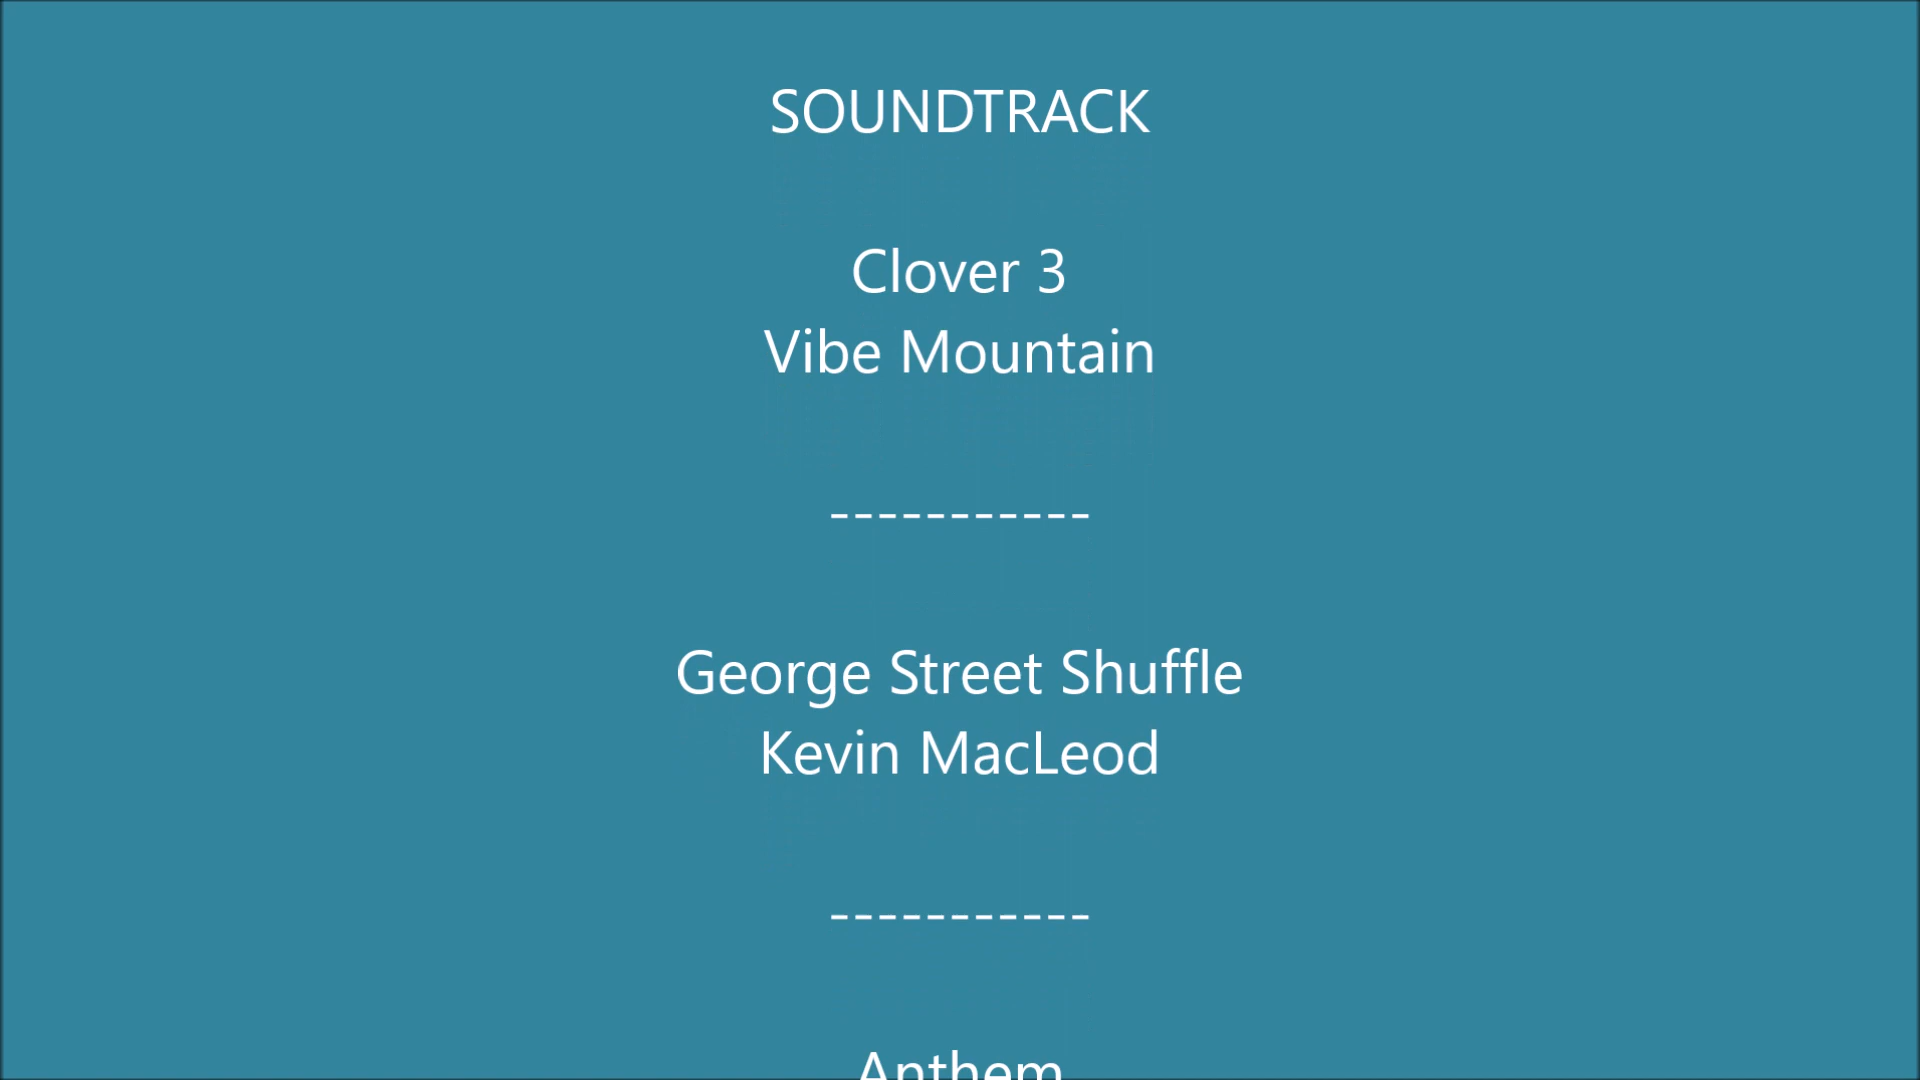 SOUNDTRACK
Clover 3
Vibe Mountain
-----------
George Street Shuffle
Kevin MacLeod
-----------
Anthem